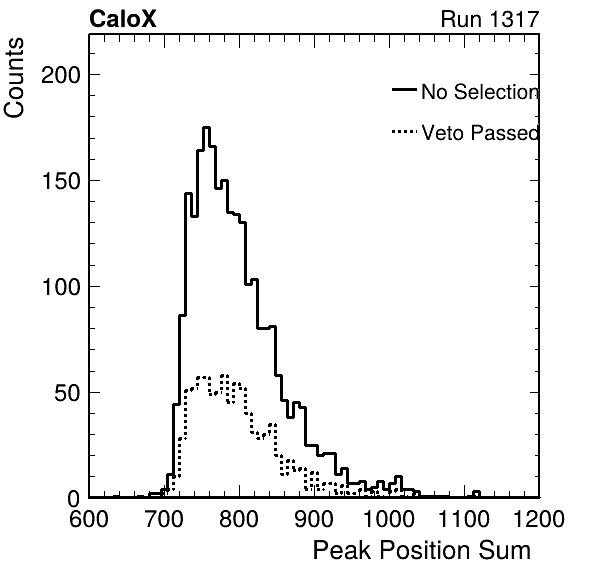 CaloX Run 1317
Counts
No Selection
Veto Passed
200
150
100
50
0
600 700 800 900 1000 1100 1200
Peak Position Sum